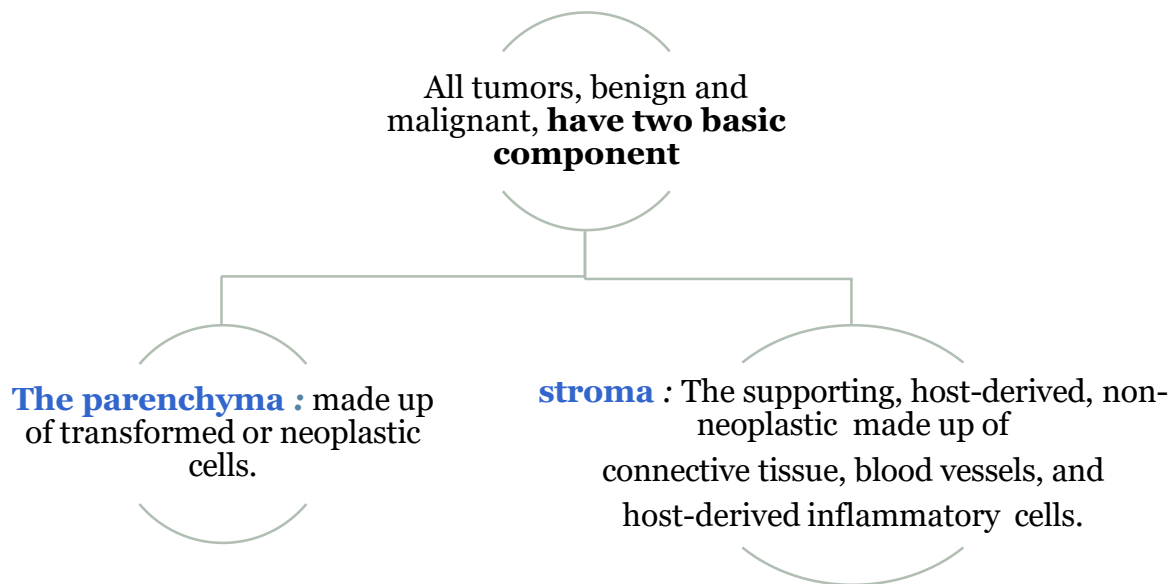 All tumors, benign and
malignant, have two basic
component
The parenchyma : made up
of transformed or neoplastic
cells.
stroma : The supporting, host-derived, non-
neoplastic made up of
connective tissue, blood vessels, and
host-derived inflammatory cells.